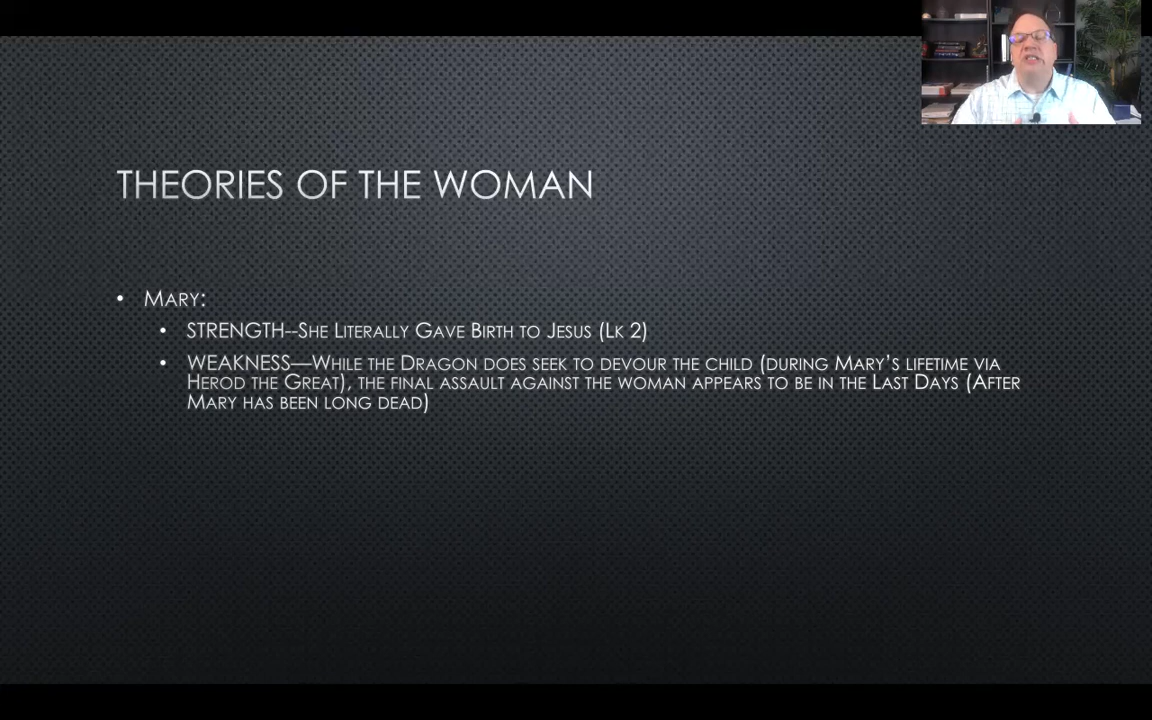 THEORIES OF THE WOMAN
• MARY:
• STRENGTH--SHE LITERALLY GAVE BIRTH TO JESUS (LK 2)
• WEAKNESS—WHILE THE DRAGON DOES SEEK TO DEVOUR THE CHILD (DURING MARY'S LIFETIME VIA
HEROD THE GREAT), THE FINAL ASSAULT AGAINST THE WOMAN APPEARS TO BE IN THE LAST DAYS (AFTER
MARY HAS BEEN LONG DEAD)